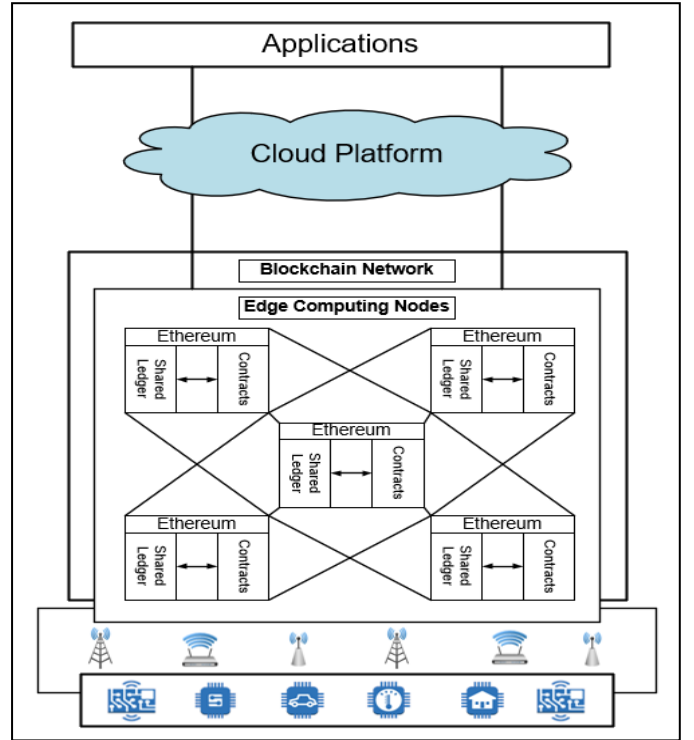 Applications
Cloud Platform
Blockchain Network
Edge Computing Nodes
Ethereum
Shared
Ledger
Contracts
Ethereum
Shared
Ledger
Contracts
Ethereum
Shared
Ledger
Contracts
Ethereum
Shared
Ledger
Contracts
Ethereum
Shared
Ledger
Contracts